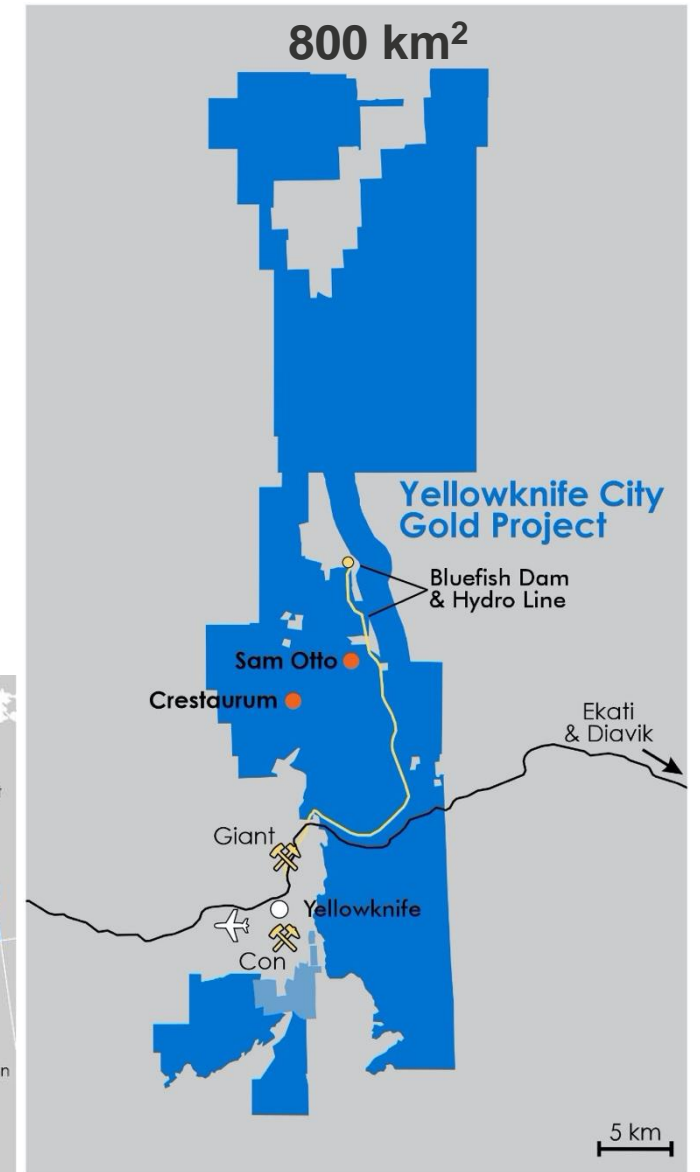 800 km²
Yellowknife City
Gold Project
Bluefish Dam
& Hydro Line
Sam Otto
Crestaurum
Ekati
& Diavik
Giant
Yellowknife
Con
5 km
n